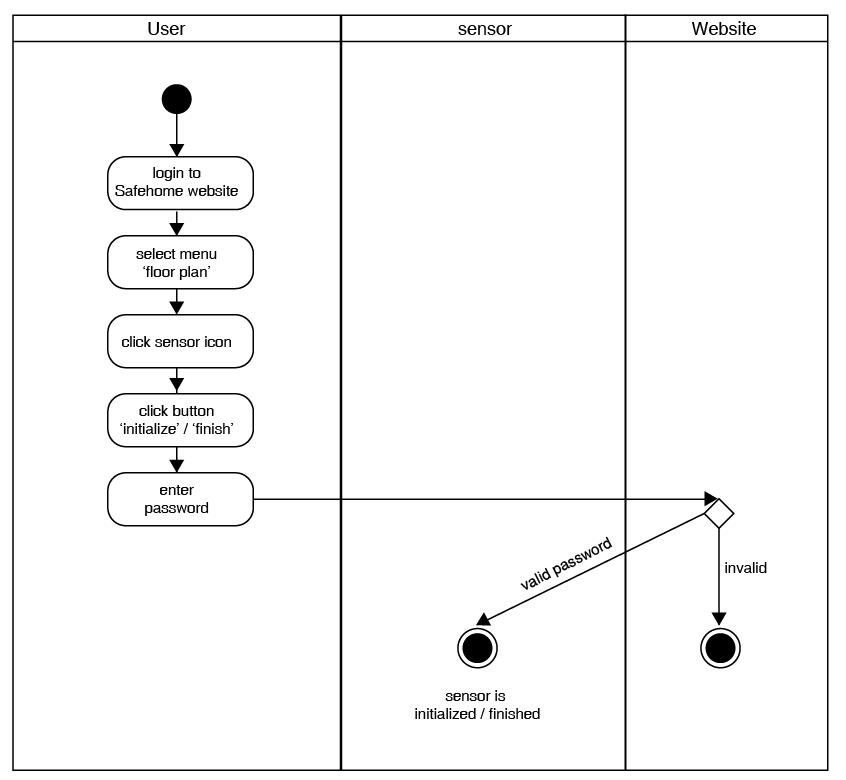 User
sensor
Website
login to
Safehome website
select menu
‘floor plan’
click sensor icon
click button
‘initialize’ / ‘finish’
enter
password
valid password
invalid
sensor is
initialized / finished